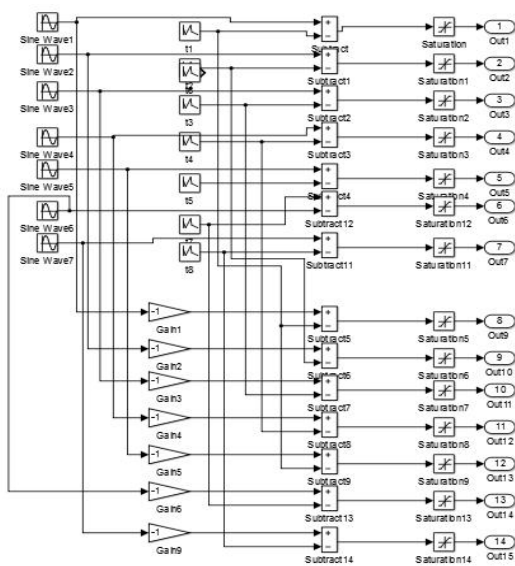 Sine Wave1
Sine Wave2
Sine Wave3
Sine Wave4
Sine Wave5
Sine Wave6
Sine Wave7
t1
t3
t4
t5
t7
t8
Subtract
Subtract1
Subtract2
Subtract3
Subtract4
Subtract12
Subtract11
Saturation
Saturation1
Saturation2
Saturation3
Saturation4
Saturation12
Saturation11
1
Out1
2
Out2
3
Out3
4
Out4
5
Out5
6
Out6
7
Out7
-1
Gain1
-1
Gain2
-1
Gain3
-1
Gain4
-1
Gain5
-1
Gain6
-1
Gain9
Subtract5
Subtract6
Subtract7
Subtract8
Subtract9
Subtract13
Subtract14
Saturation5
Saturation6
Saturation7
Saturation8
Saturation9
Saturation13
Saturation14
8
Out9
9
Out10
10
Out11
11
Out12
12
Out13
13
Out14
14
Out15